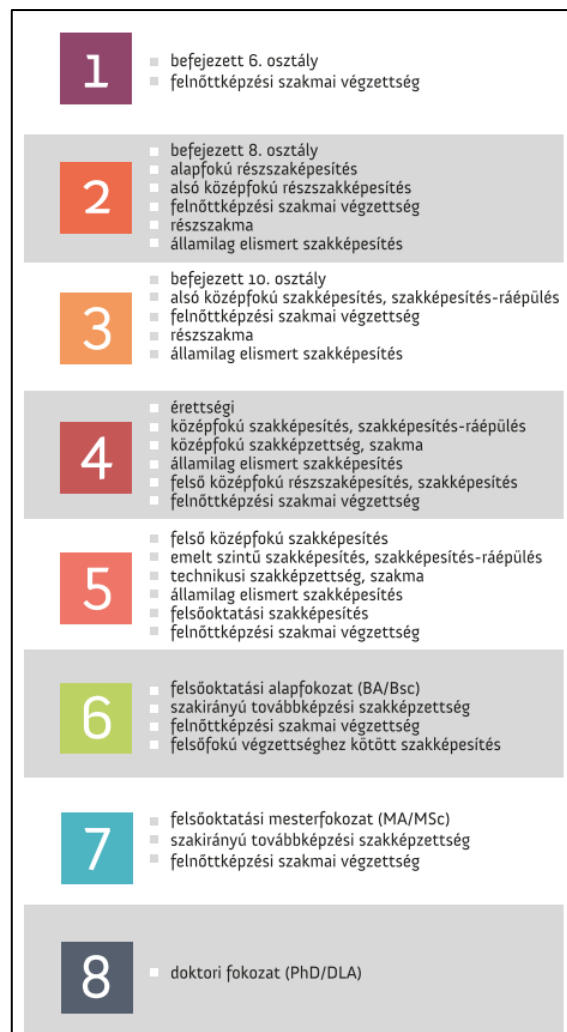 1
befejezett 6. osztály
felnőttképzési szakmai végzettség
2
befejezett 8. osztály
alapfokú részszaképesítés
alsó középfokú részszakképesítés
felnőttképzési szakmai végzettség
részszakma
államilag elismert szakképesítés
3
befejezett 10. osztály
alsó középfokú szakképesítés, szakképesítés-ráépülés
felnőttképzési szakmai végzettség
részszakma
államilag elismert szakképesítés
4
érettségi
középfokú szakképesítés, szakképesítés-ráépülés
középfokú szakképzettség, szakma
államilag elismert szakképesítés
felső középfokú részszaképesítés, szakképesítés
felnőttképzési szakmai végzettség
5
felső középfokú szakképesítés
emelt szintű szakképesítés, szakképesítés-ráépülés
technikusi szakképzettség, szakma
államilag elismert szakképesítés
felsőoktatási szakképesítés
felnőttképzési szakmai végzettség
6
felsőoktatási alapfokozat (BA/Bsc)
szakirányú továbbképzési szakképzettség
felnőttképzési szakmai végzettség
felsőfokú végzettséghez kötött szakképesítés
7
felsőoktatási mesterfokozat (MA/MSc)
szakirányú továbbképzési szakképzettség
felnőttképzési szakmai végzettség
8
doktori fokozat (PhD/DLA)